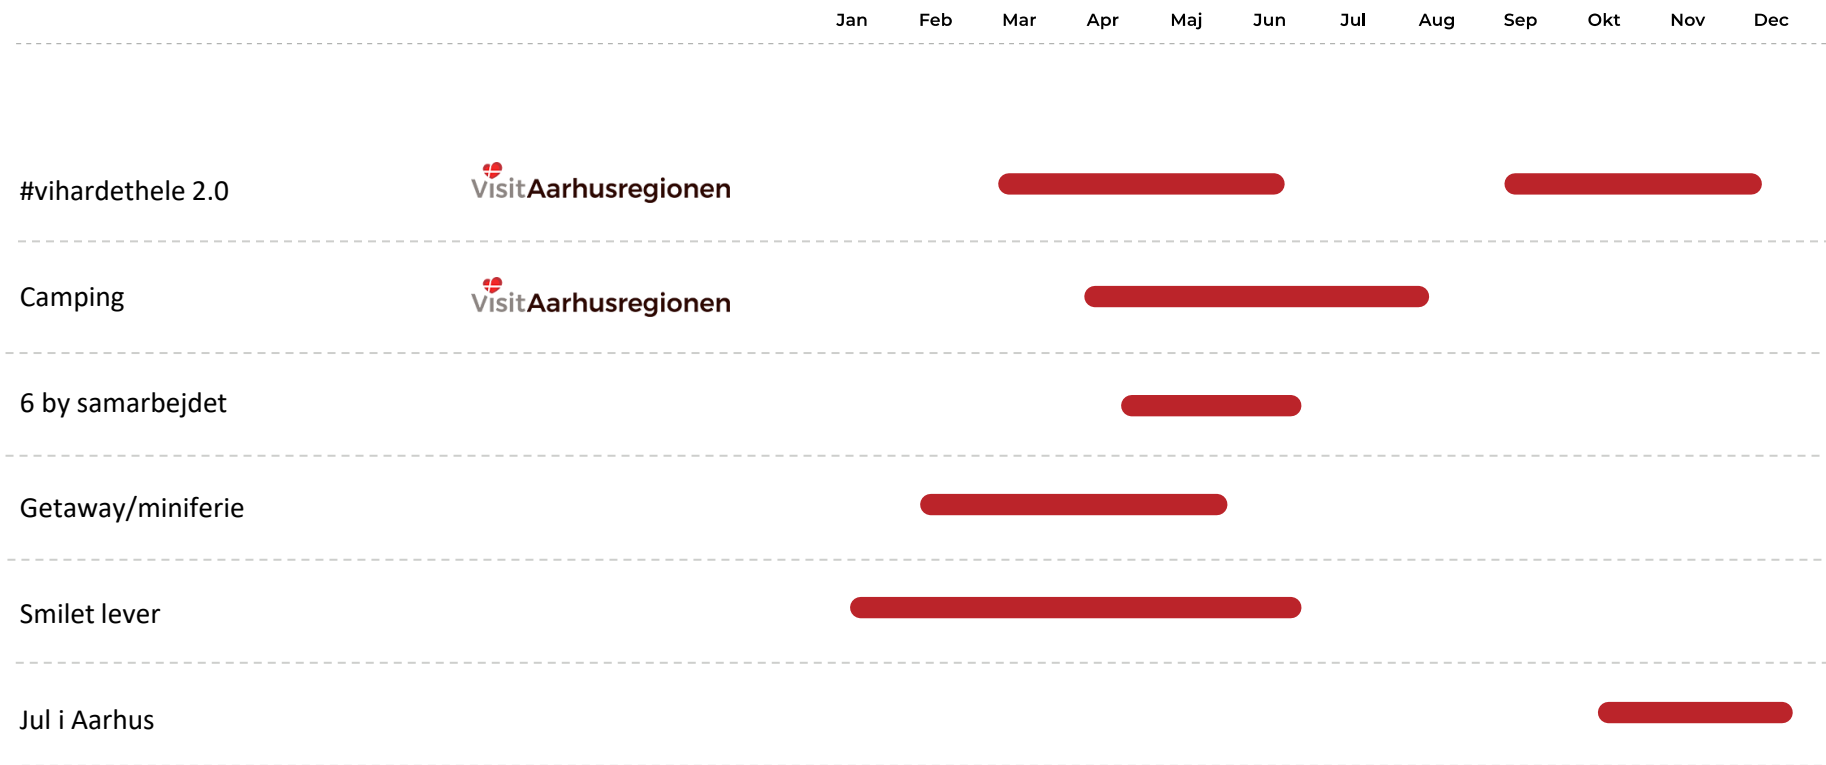 Jan Feb Mar Apr Maj Jun Jul Aug Sep Okt Nov Dec
#vihardethele 2.0 VisitAarhusregionen
Camping VisitAarhusregionen
6 by samarbejdet
Getaway/miniferie
Smilet lever
Jul i Aarhus